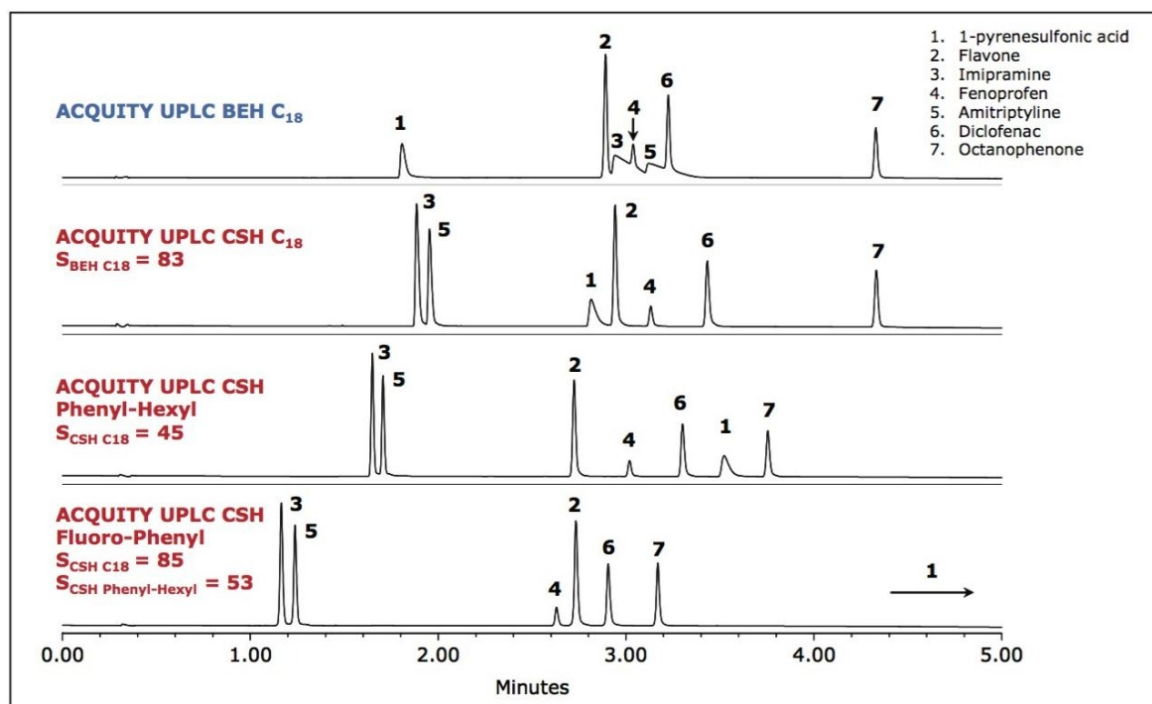 1. 1-pyrenesulfonic acid
2. Flavone
3. Imipramine
4. Fenoprofen
5. Amitriptyline
6. Diclofenac
7. Octanophenone
ACQUITY UPLC BEH C18
1
2
3
4
5
6
7
ACQUITY UPLC CSH C18
SBEH C18 = 83
3
5
1
2
4
6
7
ACQUITY UPLC CSH
Phenyl-Hexyl
SCSH C18 = 45
3
5
2
4
6
1
7
ACQUITY UPLC CSH
Fluoro-Phenyl
SCSH C18 = 85
SCSH Phenyl-Hexyl = 53
3
5
4
2
6
7
1
0.00 1.00 2.00 3.00 4.00 5.00
Minutes